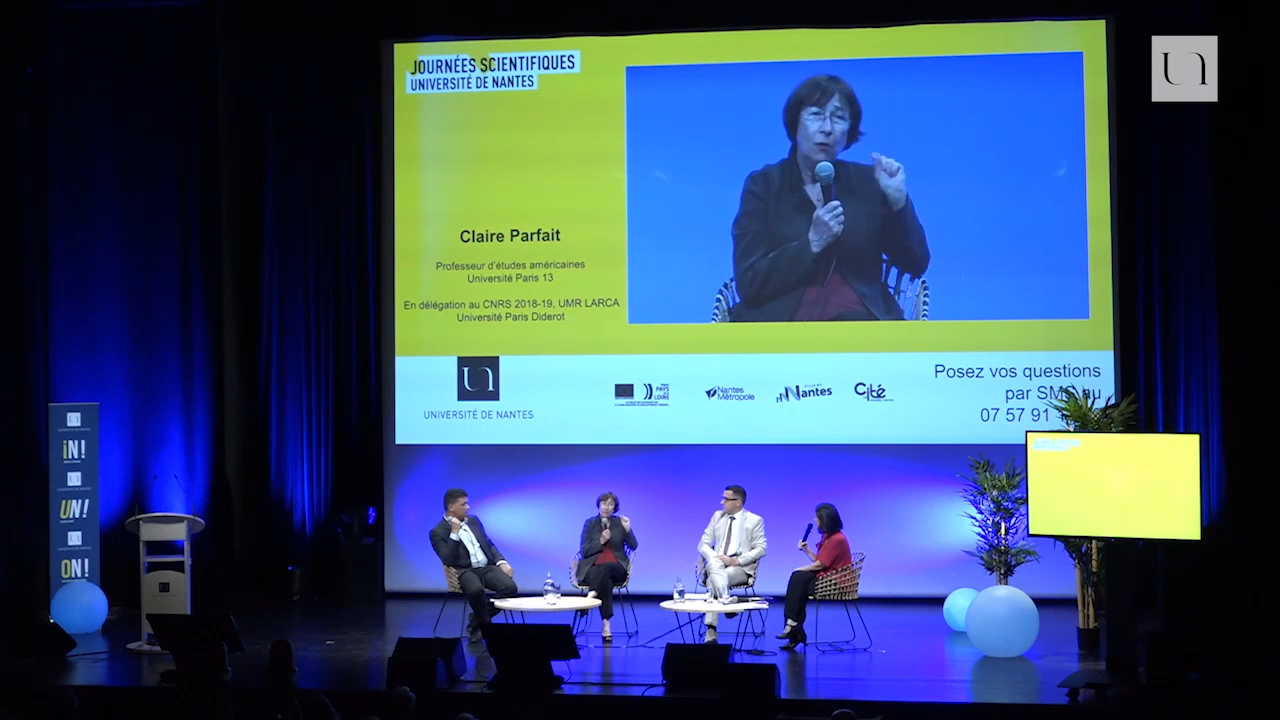 JOURNÉES SCIENTIFIQUES
UNIVERSITÉ DE NANTES
Claire Parfait
Professeur d'études américaines
Université Paris 13
En délégation au CNRS 2018-19, UMR LARCA
Université Paris Diderot
UNIVERSITÉ DE NANTES
PAYS
LOIRE
Nantes
Métropole
Nantes
Cité
Posez vos questions
par SMS au
07 57 91
iN!
UN!
ON!